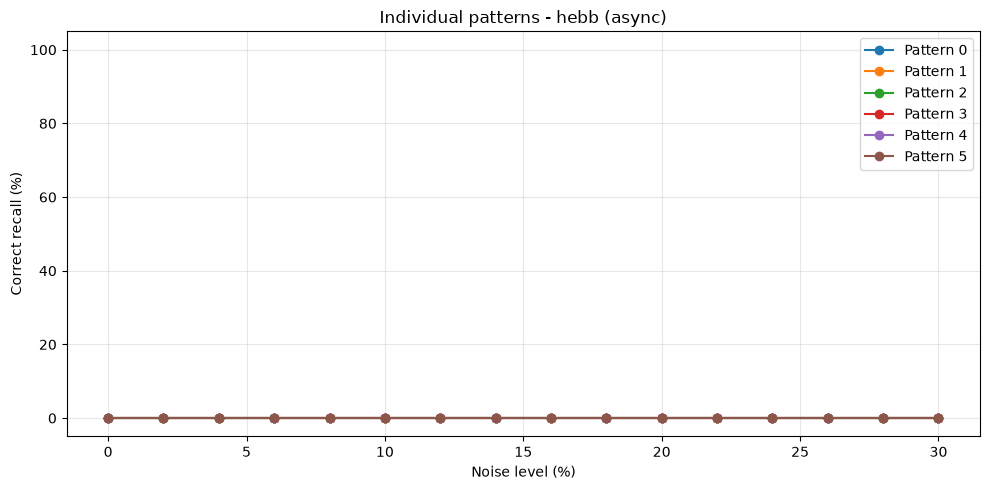 Individual patterns - hebb (async)
Pattern 0
Pattern 1
Pattern 2
Pattern 3
Pattern 4
Pattern 5
Correct recall (%)
100
80
60
40
20
0
0 5 10 15 20 25 30
Noise level (%)